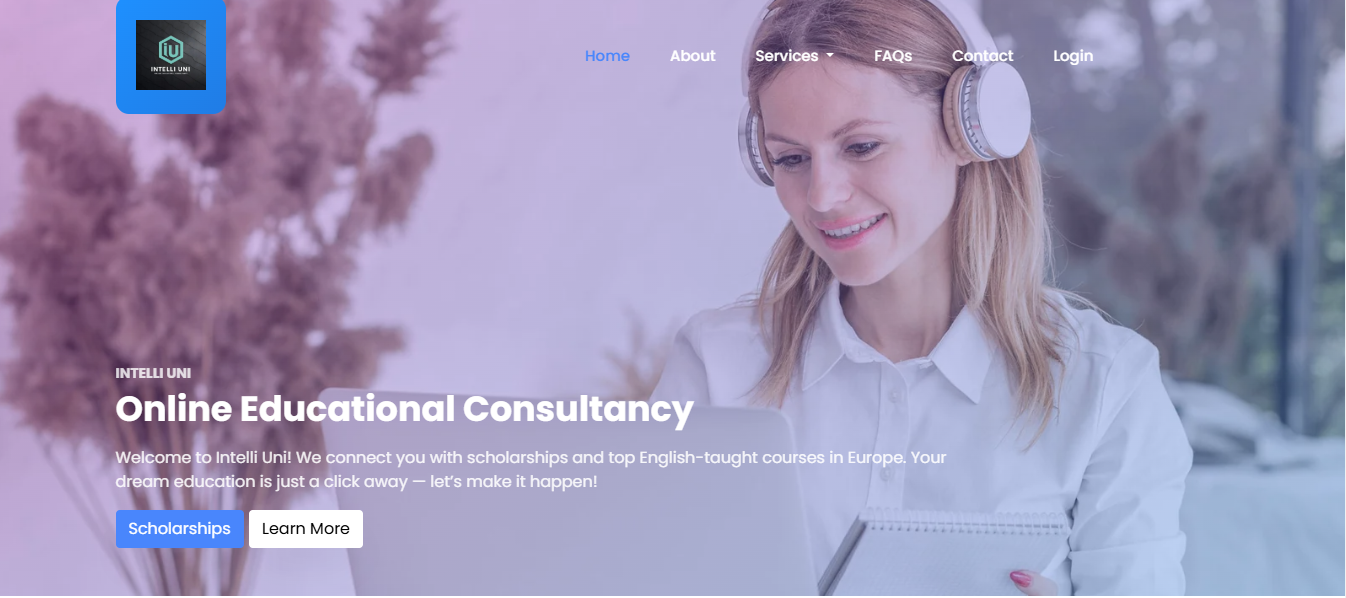 IU
INTELLI UNI
Home About Services FAQs Contact Login
INTELLI UNI
Online Educational Consultancy
Welcome to Intelli Uni! We connect you with scholarships and top English-taught courses in Europe. Your
dream education is just a click away — let's make it happen!
Scholarships Learn More